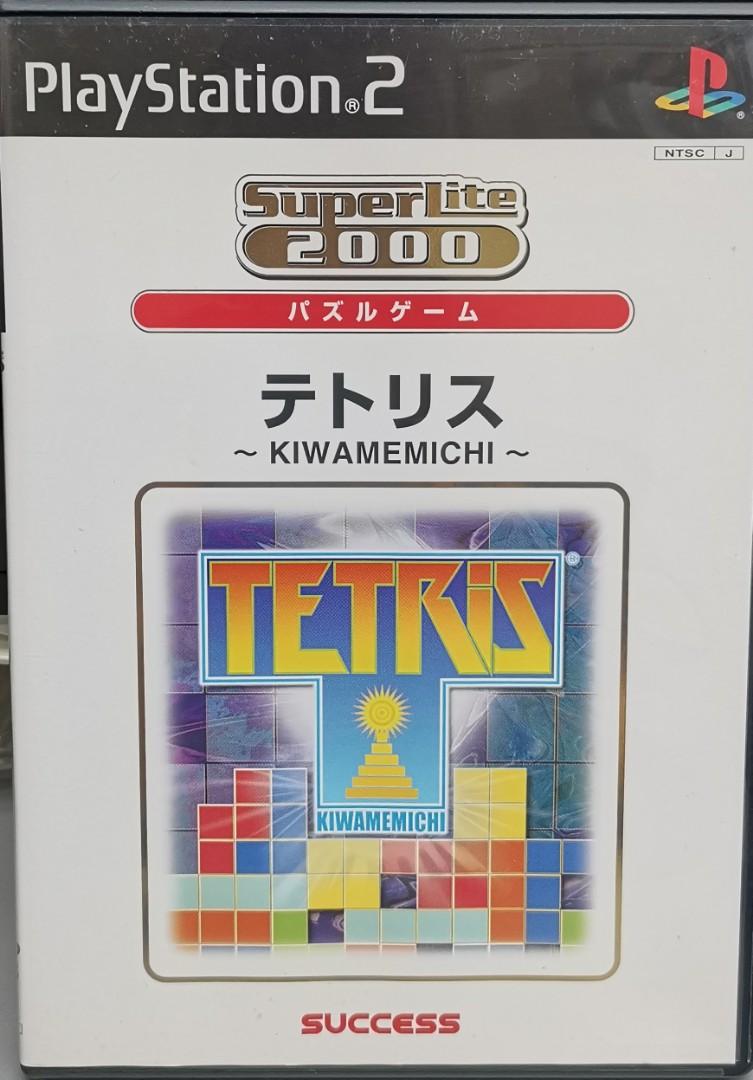 PlayStation®2
®
NTSC J
SuperLite
2000
パズルゲーム
テトリス
～KIWAMEMICHI～
TETRiS®
KIWAMEMICHI
SUCCESS